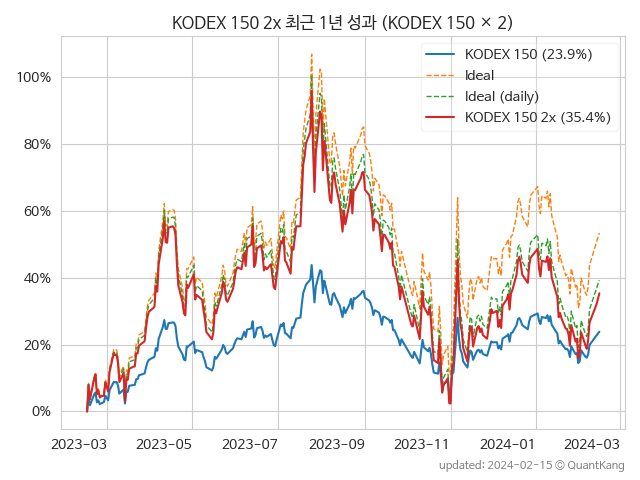 KODEX 150 2x 최근 1년 성과 (KODEX 150 × 2)
KODEX 150 (23.9%)
Ideal
Ideal (daily)
KODEX 150 2x (35.4%)
100%
80%
60%
40%
20%
0%
2023-03 2023-05 2023-07 2023-09 2023-11 2024-01 2024-03
updated: 2024-02-15 © QuantKang